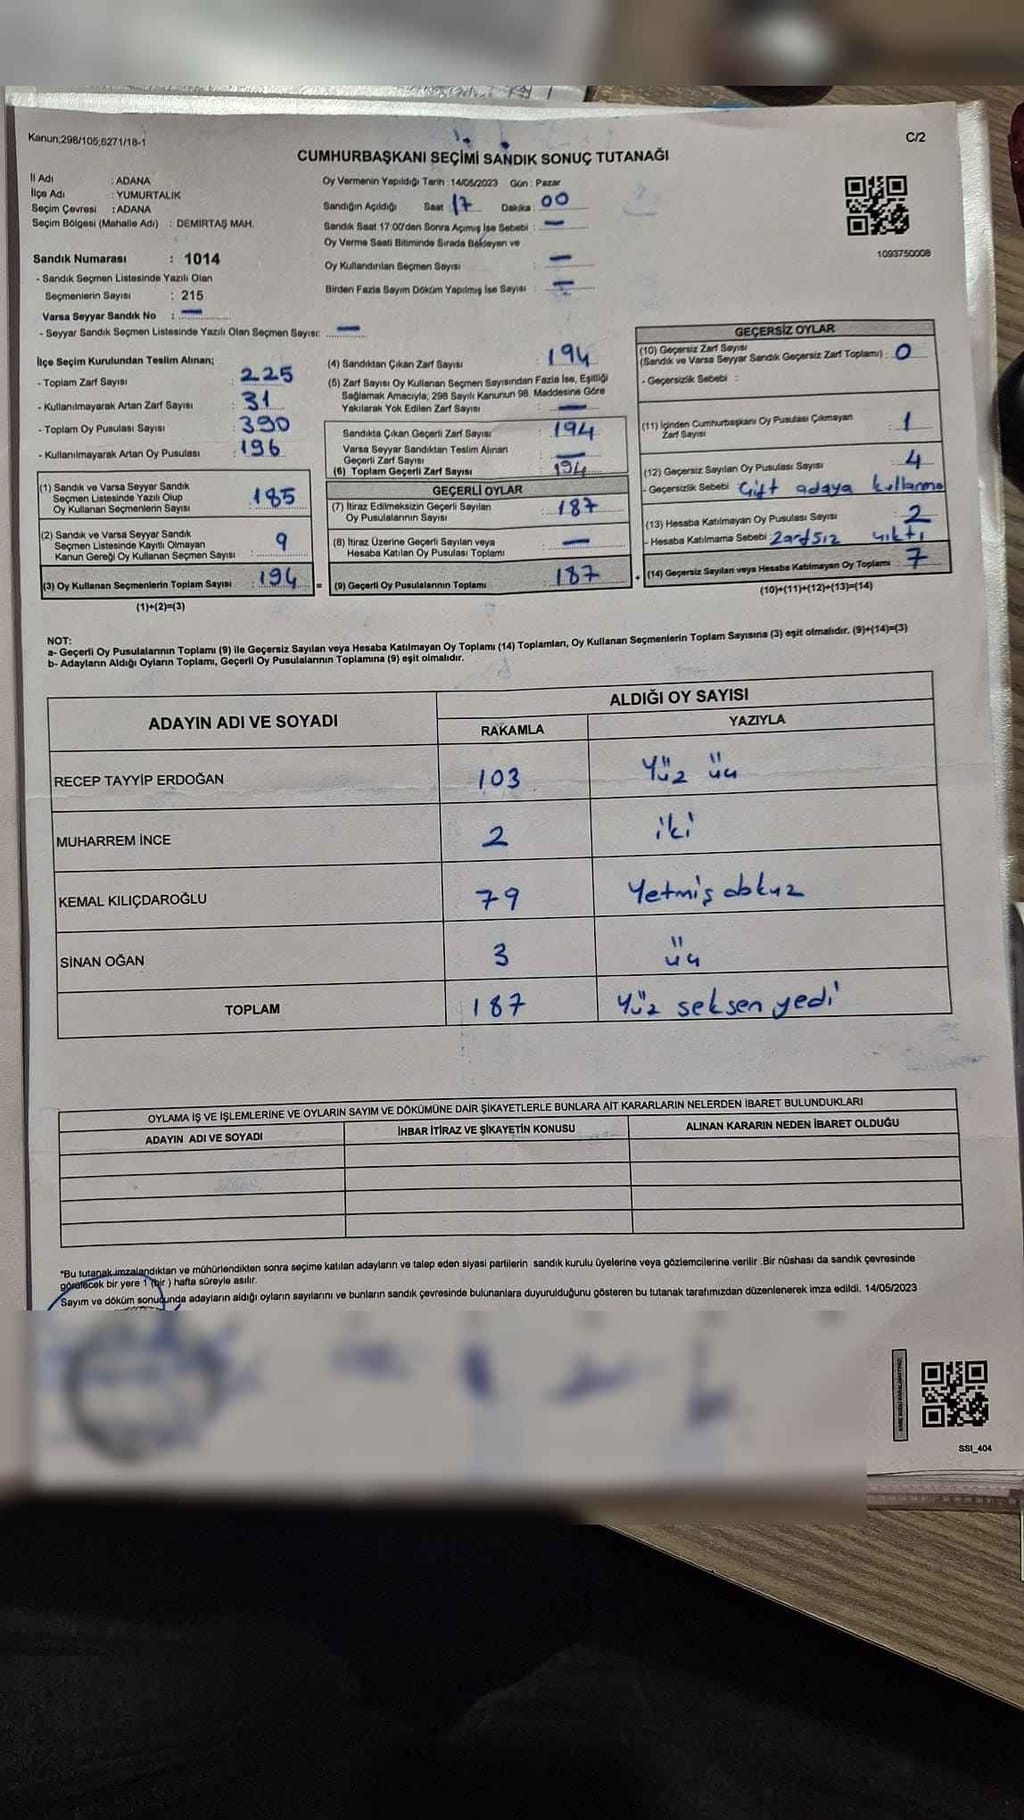 Kanun;298/105;6271/18-1
C/2
CUMHURBAŞKANI SEÇİMİ SANDIK SONUÇ TUTANAĞI
İl Adı : ADANA
İlçe Adı : YUMURTALIK
Seçim Çevresi : ADANA
Seçim Bölgesi (Mahalle Adı) : DEMİRTAŞ MAH.
Sandık Numarası : 1014
- Sandık Seçmen Listesinde Yazılı Olan
Seçmenlerin Sayısı : 215
Varsa Seyyar Sandık No : —
- Seyyar Sandık Seçmen Listesinde Yazılı Olan Seçmen Sayısı: —
Oy Vermenin Yapıldığı Tarih : 14/05/2023 Gün : Pazar
Sandığın Açıldığı Saat 17 Dakika 00
Sandık Saat 17:00'den Sonra Açımış İse Sebebi : —
Oy Verme Saati Bitiminde Sırada Bekleyen ve
Oy Kullandırılan Seçmen Sayısı : —
Birden Fazla Sayım Döküm Yapılmış İse Sayısı : —
1093750008
İlçe Seçim Kurulundan Teslim Alınan;
- Toplam Zarf Sayısı : 225
- Kullanılmayarak Artan Zarf Sayısı : 31
- Toplam Oy Pusulası Sayısı : 390
- Kullanılmayarak Artan Oy Pusulası : 196
(1) Sandık ve Varsa Seyyar Sandık
Seçmen Listesinde Yazılı Olup
Oy Kullanan Seçmenlerin Sayısı : 185
(2) Sandık ve Varsa Seyyar Sandık
Seçmen Listesinde Kayıtlı Olmayan
Kanun Gereği Oy Kullanan Seçmen Sayısı : 9
(3) Oy Kullanan Seçmenlerin Toplam Sayısı : 194 =
(1)+(2)=(3)
(4) Sandıktan Çıkan Zarf Sayısı : 194
(5) Zarf Sayısı Oy Kullanan Seçmen Sayısından Fazla İse, Eşitliği
Sağlamak Amacıyla; 298 Sayılı Kanunun 98. Maddesine Göre
Yakılarak Yok Edilen Zarf Sayısı : —
Sandıkta Çıkan Geçerli Zarf Sayısı : 194
Varsa Seyyar Sandıktan Teslim Alınan
Geçerli Zarf Sayısı : —
(6) Toplam Geçerli Zarf Sayısı : 194
GEÇERLİ OYLAR
(7) İtiraz Edilmeksizin Geçerli Sayılan
Oy Pusulalarının Sayısı : 187
(8) İtiraz Üzerine Geçerli Sayılan veya
Hesaba Katılan Oy Pusulası Toplamı : —
(9) Geçerli Oy Pusulalarının Toplamı : 187 +
GEÇERSİZ OYLAR
(10) Geçersiz Zarf Sayısı
(Sandık ve Varsa Seyyar Sandık Geçersiz Zarf Toplamı) : 0
- Geçersizlik Sebebi :
(11) İçinden Cumhurbaşkanı Oy Pusulası Çıkmayan
Zarf Sayısı : 1
(12) Geçersiz Sayılan Oy Pusulası Sayısı : 4
- Geçersizlik Sebebi Çift adaya kullanma
(13) Hesaba Katılmayan Oy Pusulası Sayısı : 2
- Hesaba Katılmama Sebebi Zarfsız çıktı
(14) Geçersiz Sayılan veya Hesaba Katılmayan Oy Toplamı : 7
(10)+(11)+(12)+(13)=(14)
NOT:
a- Geçerli Oy Pusulalarının Toplamı (9) ile Geçersiz Sayılan veya Hesaba Katılmayan Oy Toplamı (14) Toplamları, Oy Kullanan Seçmenlerin Toplam Sayısına (3) eşit olmalıdır. (9)+(14)=(3)
b- Adayların Aldığı Oyların Toplamı, Geçerli Oy Pusulalarının Toplamına (9) eşit olmalıdır.
ADAYIN ADI VE SOYADI
ALDIĞI OY SAYISI
RAKAMLA YAZIYLA
RECEP TAYYİP ERDOĞAN 103 Yüz üç
MUHARREM İNCE 2 iki
KEMAL KILIÇDAROĞLU 79 Yetmiş dokuz
SİNAN OĞAN 3 üç
TOPLAM 187 Yüz seksen yedi
OYLAMA İŞ VE İŞLEMLERİNE VE OYLARIN SAYIM VE DÖKÜMÜNE DAİR ŞİKAYETLERLE BUNLARA AİT KARARLARIN NELERDEN İBARET BULUNDUKLARI
ADAYIN ADI VE SOYADI İHBAR İTİRAZ VE ŞİKAYETİN KONUSU ALINAN KARARIN NEDEN İBARET OLDUĞU
*Bu tutanak imzalandıktan ve mühürlendikten sonra seçime katılan adayların ve talep eden siyasi partilerin sandık kurulu üyelerine veya gözlemcilerine verilir .Bir nüshası da sandık çevresinde
görülecek bir yere 1 (bir ) hafta süreyle asılır.
Sayım ve döküm sonucunda adayların aldığı oyların sayılarını ve bunların sandık çevresinde bulunanlara duyurulduğunu gösteren bu tutanak tarafımızdan düzenlenerek imza edildi. 14/05/2023
SSI_404